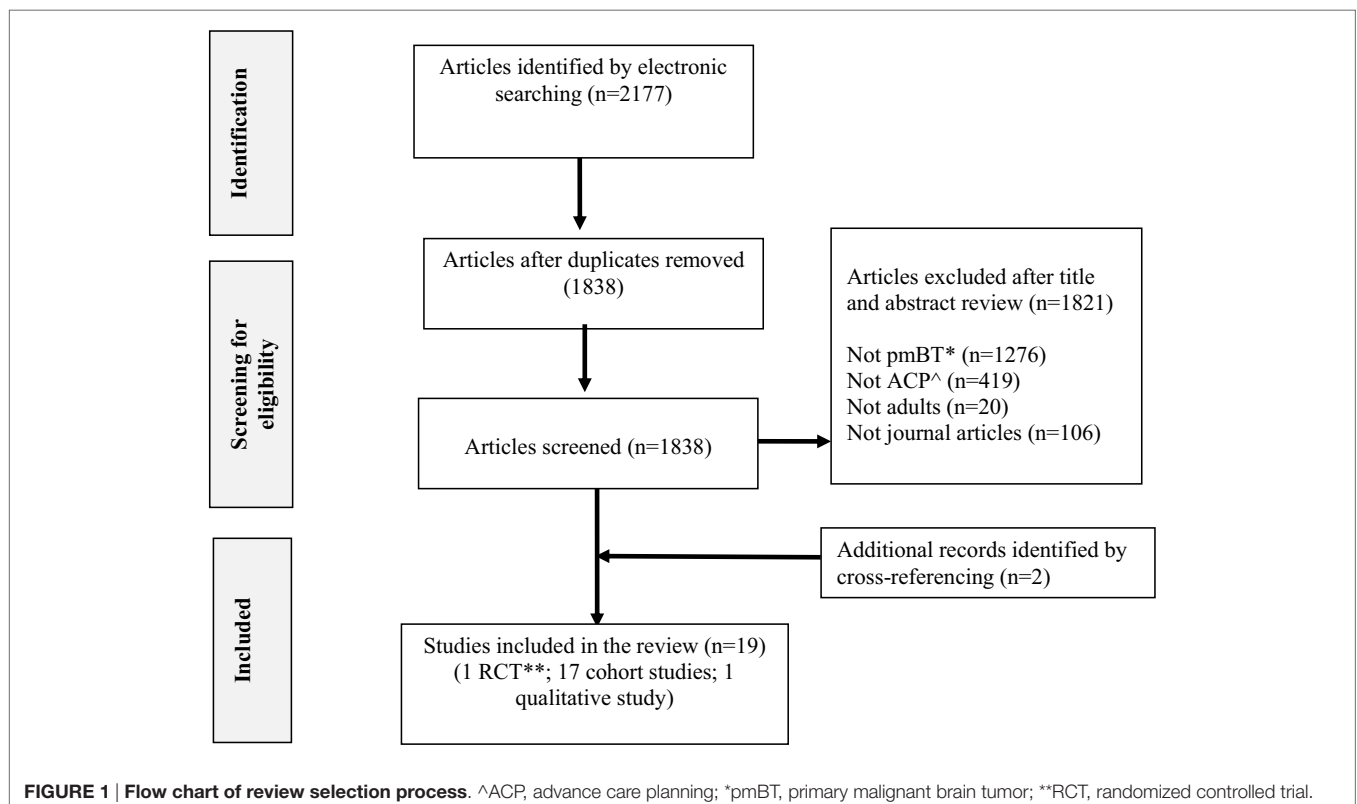 Identification
Articles identified by electronic
searching (n=2177)
Screening for
eligibility
Articles after duplicates removed
(1838)
Articles screened (n=1838)
Articles excluded after title
and abstract review (n=1821)
Not pmBT* (n=1276)
Not ACP^ (n=419)
Not adults (n=20)
Not journal articles (n=106)
Included
Additional records identified by
cross-referencing (n=2)
Studies included in the review (n=19)
(1 RCT**; 17 cohort studies; 1
qualitative study)
FIGURE 1 | Flow chart of review selection process. ^ACP, advance care planning; *pmBT, primary malignant brain tumor; **RCT, randomized controlled trial.